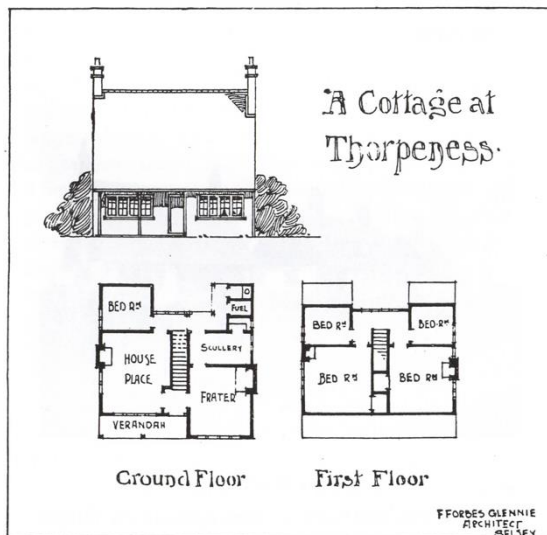 A Cottage at
Thorpeness.
BED RM
O
FUEL
SCULLERY
HOUSE
PLACE
FRATER
VERANDAH
BED RM
BED RM
BED RM
BED RM
Ground Floor
First Floor
F FORBES GLENNIE
ARCHITECT
SELSEY